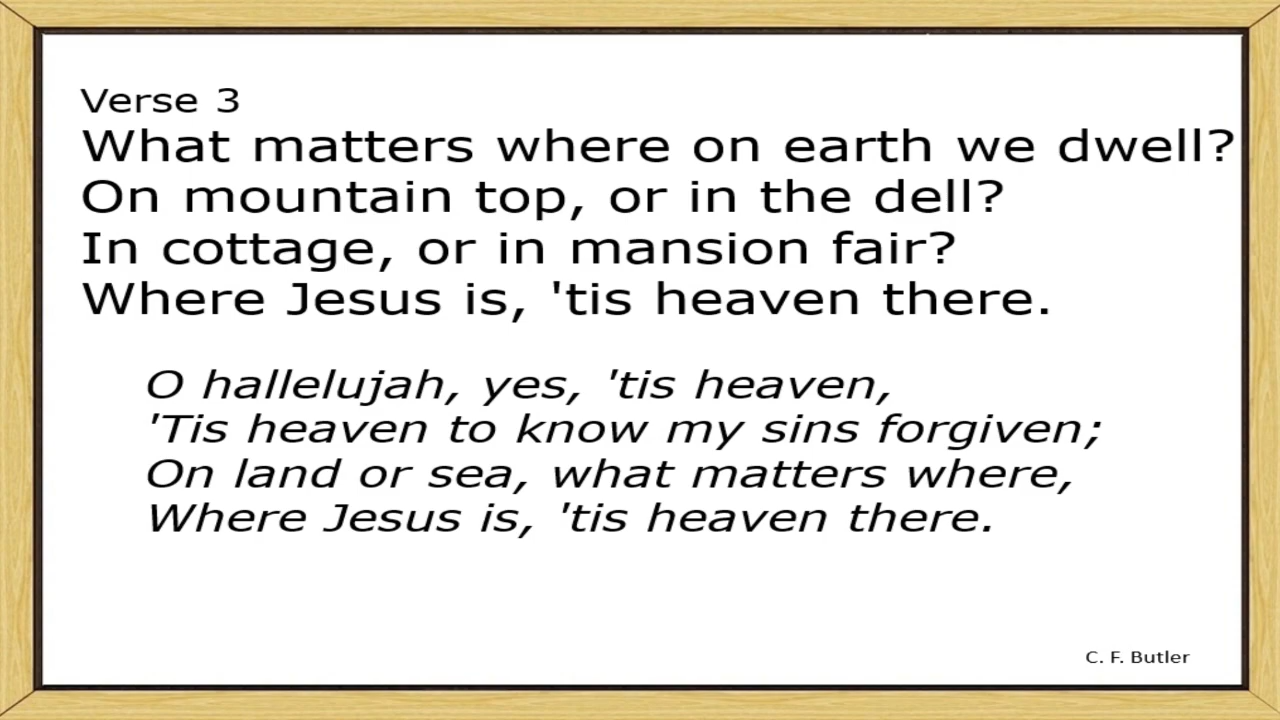 Verse 3
What matters where on earth we dwell?
On mountain top, or in the dell?
In cottage, or in mansion fair?
Where Jesus is, 'tis heaven there.
O hallelujah, yes, 'tis heaven,
'Tis heaven to know my sins forgiven;
On land or sea, what matters where,
Where Jesus is, 'tis heaven there.
C. F. Butler